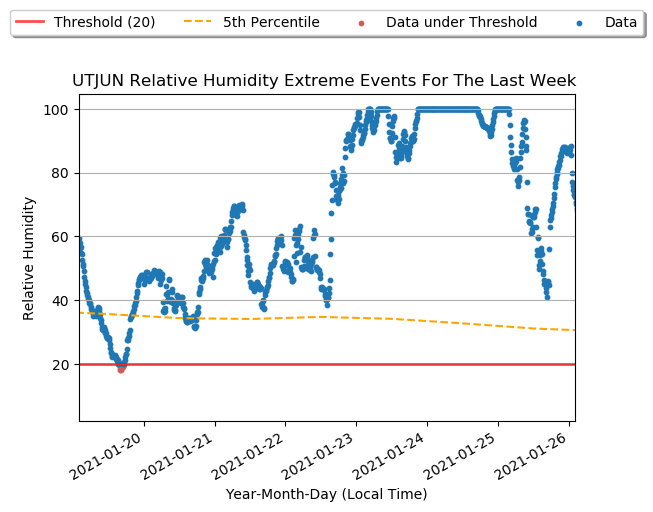 Threshold (20) 5th Percentile Data under Threshold Data
UTJUN Relative Humidity Extreme Events For The Last Week
100
80
60
40
20
Relative Humidity
2021-01-20 2021-01-21 2021-01-22 2021-01-23 2021-01-24 2021-01-25 2021-01-26
Year-Month-Day (Local Time)